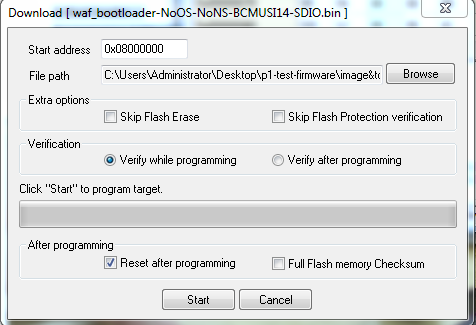 Download [ waf_bootloader-NoOS-NoNS-BCMUSI14-SDIO.bin ]
Start address 0x08000000
File path C:\Users\Administrator\Desktop\p1-test-firmware\image&to Browse
Extra options
Skip Flash Erase Skip Flash Protection verification
Verification
Verify while programming Verify after programming
Click "Start" to program target.
After programming
Reset after programming Full Flash memory Checksum
Start Cancel